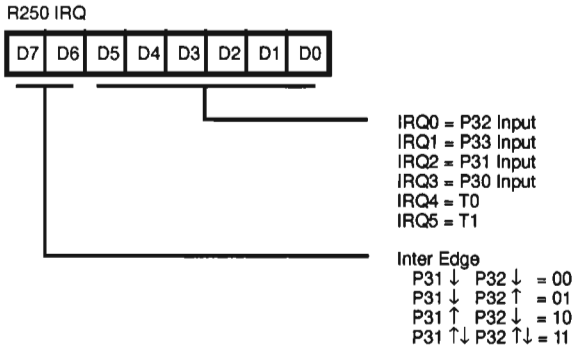 R250 IRQ
D7 D6 D5 D4 D3 D2 D1 D0
IRQ0 = P32 Input
IRQ1 = P33 Input
IRQ2 = P31 Input
IRQ3 = P30 Input
IRQ4 = T0
IRQ5 = T1
Inter Edge
P31 ↓ P32 ↓ = 00
P31 ↓ P32 ↑ = 01
P31 ↑ P32 ↓ = 10
P31 ↑↓ P32 ↑↓ = 11